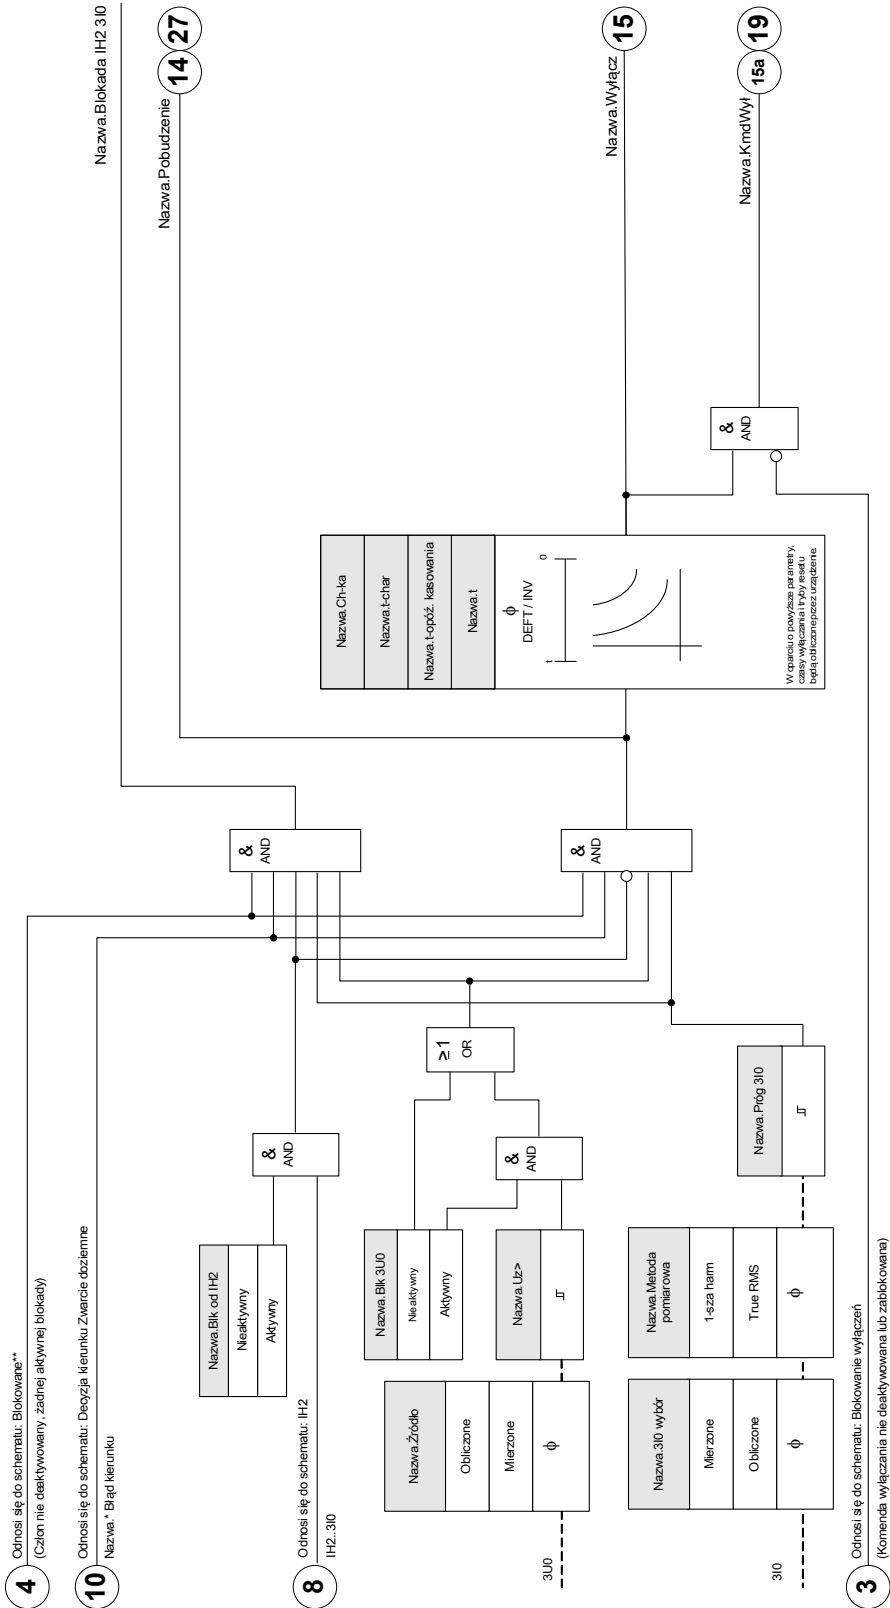 4
Odnosi się do schematu: Blokowane**
(Człon nie deaktywowany, żadnej aktywnej blokady)
10
Odnosi się do schematu: Decyzja kierunku Zwarcie doziemne
Nazwa.* Błąd kierunku
Nazwa.Blk od IH2
Nieaktywny
Aktywny
8
Odnosi się do schematu: IH2
IH2..3I0
&
AND
Nazwa.Blk 3U0
Nieaktywny
Aktywny
Nazwa.Źródło
Obliczone
Mierzone
ϕ
3U0
Nazwa.Uz>
&
AND
≥1
OR
Nazwa.3I0 wybór
Mierzone
Obliczone
ϕ
3I0
Nazwa.Metoda
pomiarowa
1-sza harm
True RMS
ϕ
Nazwa.Próg 3I0
3
Odnosi się do schematu: Blokowanie wyłączeń
(Komenda wyłączania nie deaktywowana lub zablokowana)
&
AND
&
AND
Nazwa.Ch-ka
Nazwa.t-char
Nazwa.t-opóź. kasowania
Nazwa.t
ϕ
DEFT / INV
t
0
W oparciu o powyższe parametry,
czasy wyłączania i tryby resetu
będą obliczone przez urządzenie.
&
AND
Nazwa.Blokada IH2 3I0
Nazwa.Pobudzenie
14
27
Nazwa.Wyłącz
15
Nazwa.KmdWył
15a
19